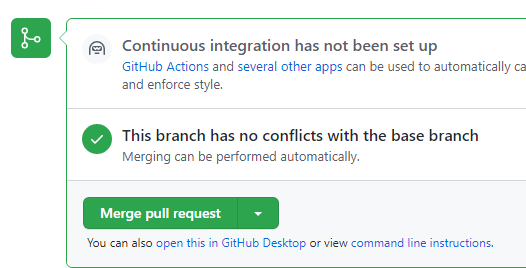 Continuous integration has not been set up
GitHub Actions and several other apps can be used to automatically ca
and enforce style.
This branch has no conflicts with the base branch
Merging can be performed automatically.
Merge pull request
You can also open this in GitHub Desktop or view command line instructions.